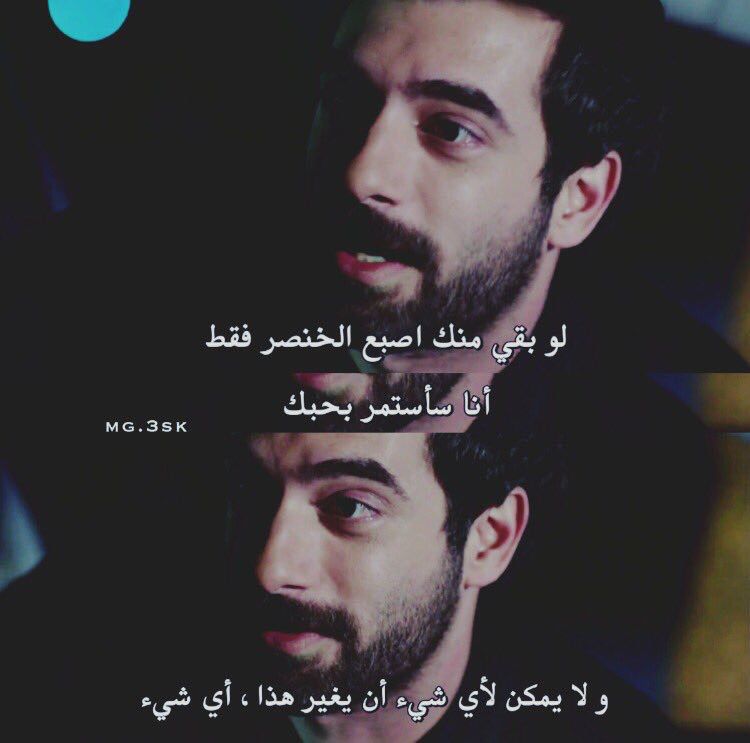 لو بقي منك اصبع الخنصر فقط
أنا سأستمر بحبك
MG.3SK
و لا يمكن لأي شيء أن يغير هذا ، أي شيء